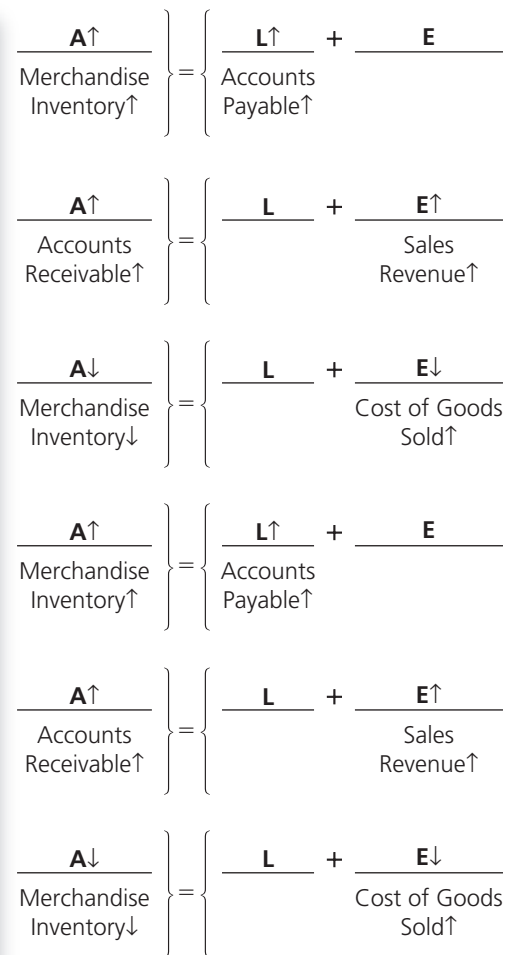 A↑ = L↑ + E
Merchandise Accounts
Inventory↑ Payable↑
A↑ = L + E↑
Accounts Sales
Receivable↑ Revenue↑
A↓ = L + E↓
Merchandise Cost of Goods
Inventory↓ Sold↑
A↑ = L↑ + E
Merchandise Accounts
Inventory↑ Payable↑
A↑ = L + E↑
Accounts Sales
Receivable↑ Revenue↑
A↓ = L + E↓
Merchandise Cost of Goods
Inventory↓ Sold↑